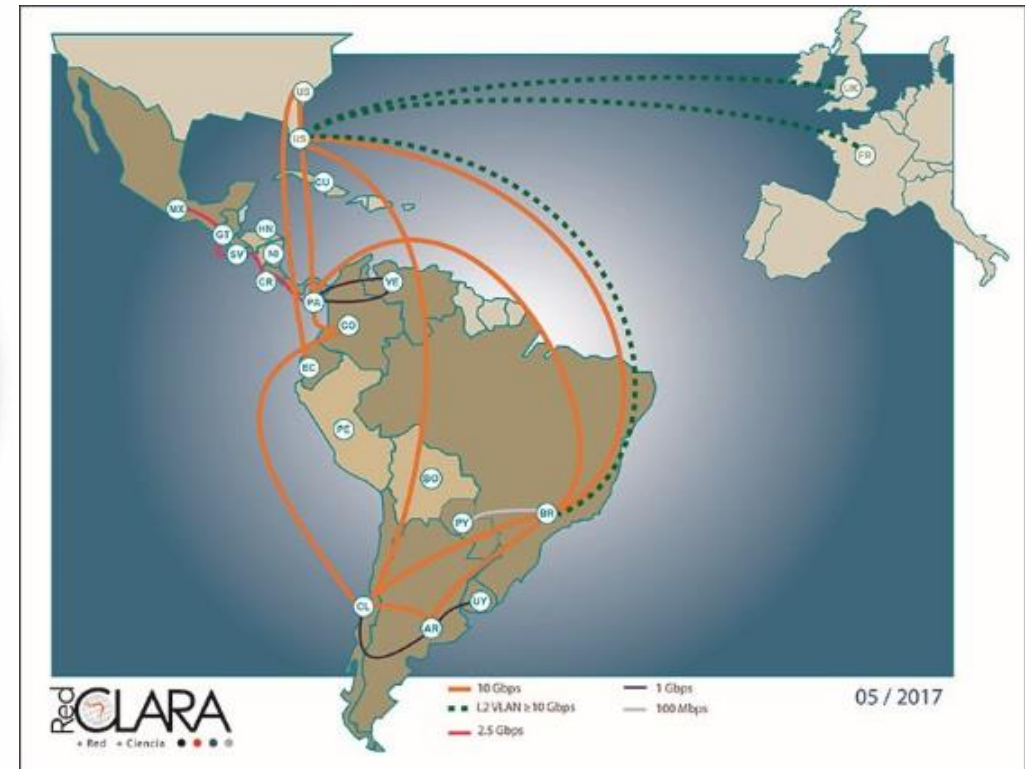 US
US
UK
FR
CU
MX
GT
HN
SV
NI
CR
PA
VE
CO
EC
PE
BO
PY
BR
CL
UY
AR
Red
CLARA
+ Red + Ciencia
10 Gbps
L2 VLAN ≥10 Gbps
2.5 Gbps
1 Gbps
100 Mbps
05 / 2017